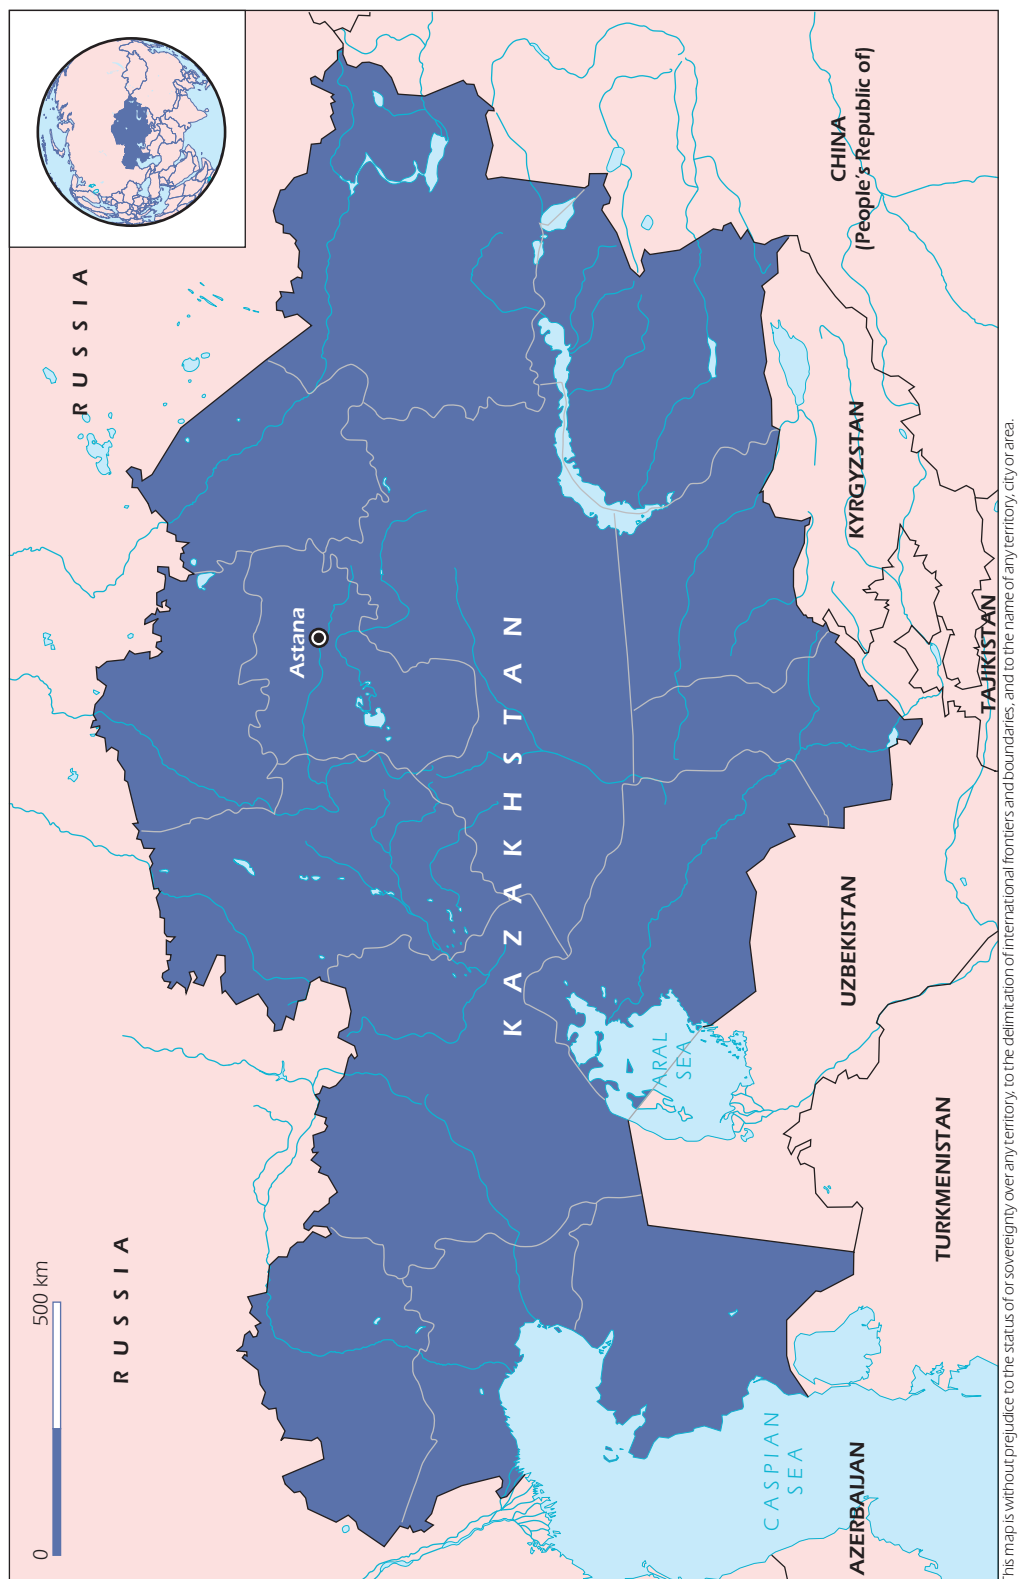 RUSSIA
RUSSIA
0
500 km
Astana
KAZAKHSTAN
ARAL
SEA
CASPIAN
SEA
CHINA
(People's Republic of)
KYRGYZSTAN
TAJIKISTAN
UZBEKISTAN
TURKMENISTAN
AZERBAIJAN
This map is without prejudice to the status of or sovereignty over any territory, to the delimitation of international frontiers and boundaries, and to the name of any territory, city or area.